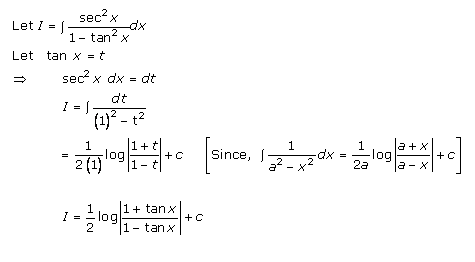 Let I = ∫ sec²x / (1 − tan²x) dx
Let tan x = t
⇒ sec²x dx = dt
I = ∫ dt / ((1)² − t²)
= 1/(2(1)) log|(1+t)/(1−t)| + c [Since, ∫ 1/(a² − x²) dx = 1/(2a) log|(a+x)/(a−x)| + c]
I = 1/2 log|(1+tan x)/(1−tan x)| + c